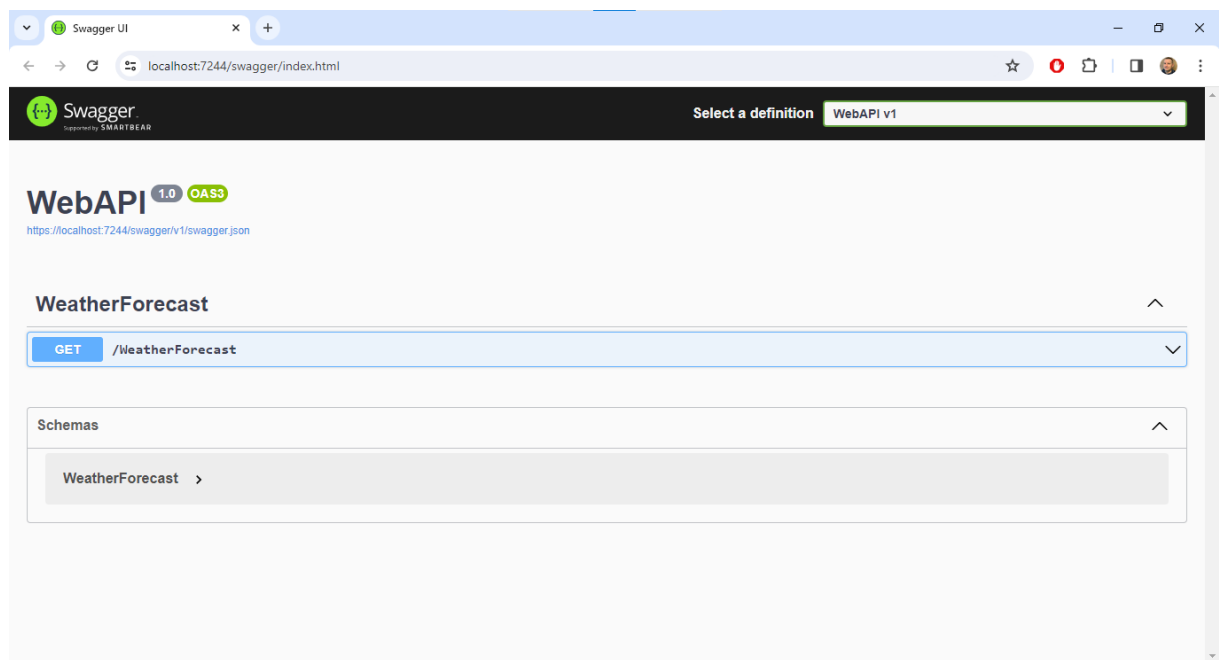 Swagger UI
localhost:7244/swagger/index.html
Swagger.
Supported by SMARTBEAR
Select a definition
WebAPI v1
WebAPI 1.0 OAS3
https://localhost:7244/swagger/v1/swagger.json
WeatherForecast
GET /WeatherForecast
Schemas
WeatherForecast